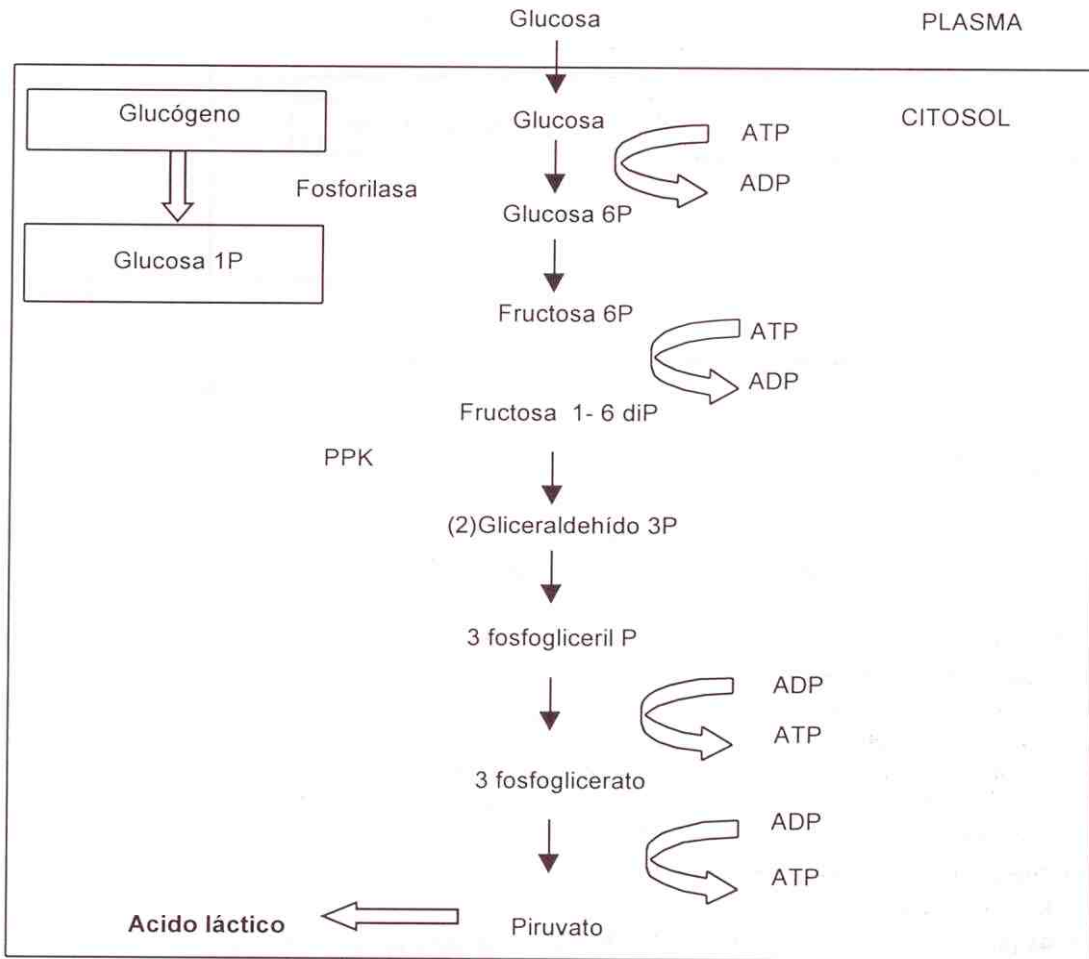 Glucosa PLASMA
Glucógeno
Glucosa ATP CITOSOL
Fosforilasa ADP
Glucosa 6P
Glucosa 1P
Fructosa 6P
ATP
ADP
Fructosa 1- 6 diP
PPK
(2)Gliceraldehído 3P
3 fosfogliceril P
ADP
ATP
3 fosfoglicerato
ADP
ATP
Acido láctico Piruvato